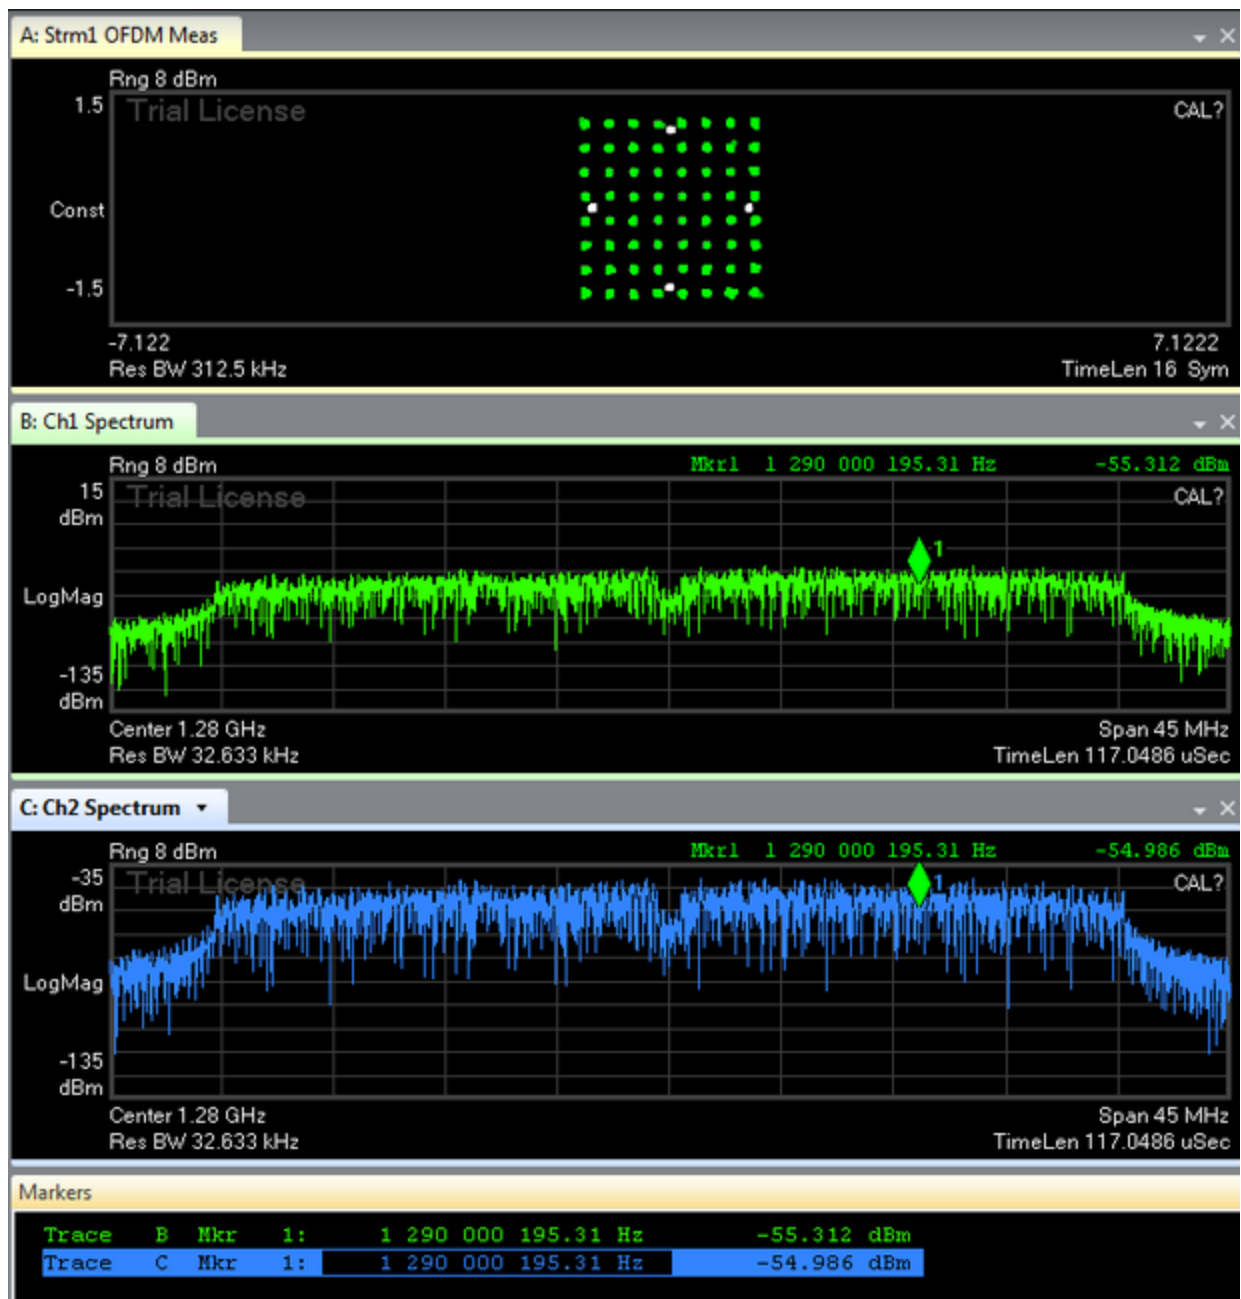 A: Strm1 OFDM Meas
Rng 8 dBm
1.5 Trial License CAL?
Const
-1.5
-7.122 7.1222
Res BW 312.5 kHz TimeLen 16 Sym
B: Ch1 Spectrum
Rng 8 dBm Mkr1 1 290 000 195.31 Hz -55.312 dBm
15 Trial License CAL?
dBm
1
LogMag
-135
dBm
Center 1.28 GHz Span 45 MHz
Res BW 32.633 kHz TimeLen 117.0486 uSec
C: Ch2 Spectrum
Rng 8 dBm Mkr1 1 290 000 195.31 Hz -54.986 dBm
-35 Trial License 1 CAL?
dBm
LogMag
-135
dBm
Center 1.28 GHz Span 45 MHz
Res BW 32.633 kHz TimeLen 117.0486 uSec
Markers
Trace B Mkr 1: 1 290 000 195.31 Hz -55.312 dBm
Trace C Mkr 1: 1 290 000 195.31 Hz -54.986 dBm